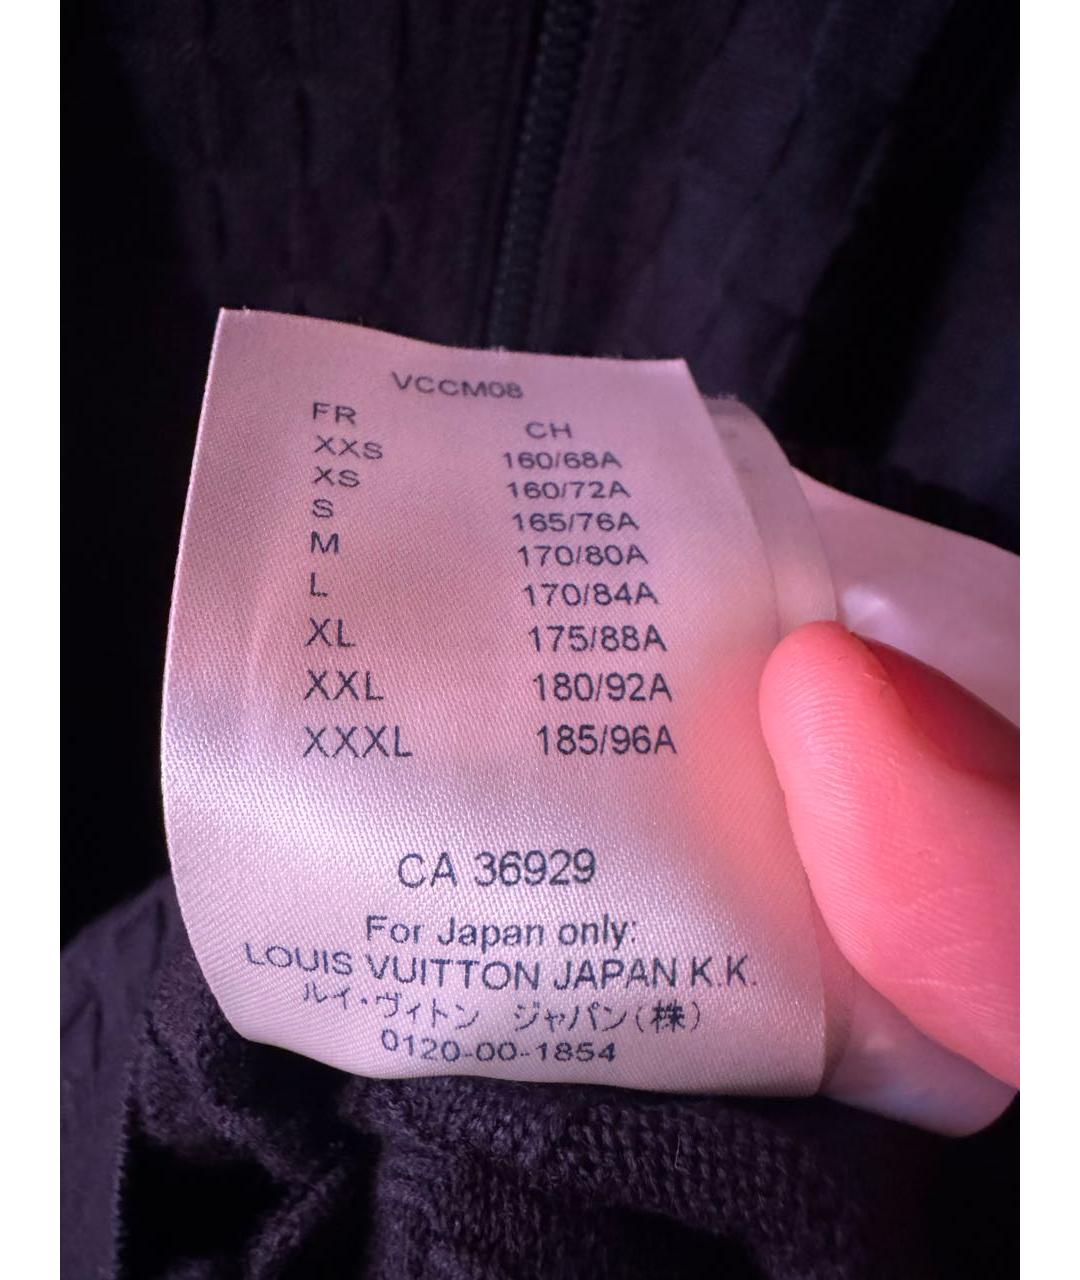 VCCM08
FR CH
XXS 160/68A
XS 160/72A
S 165/76A
M 170/80A
L 170/84A
XL 175/88A
XXL 180/92A
XXXL 185/96A
CA 36929
For Japan only:
LOUIS VUITTON JAPAN K.K.
ルイ・ヴィトン ジャパン(株)
0120-00-1854